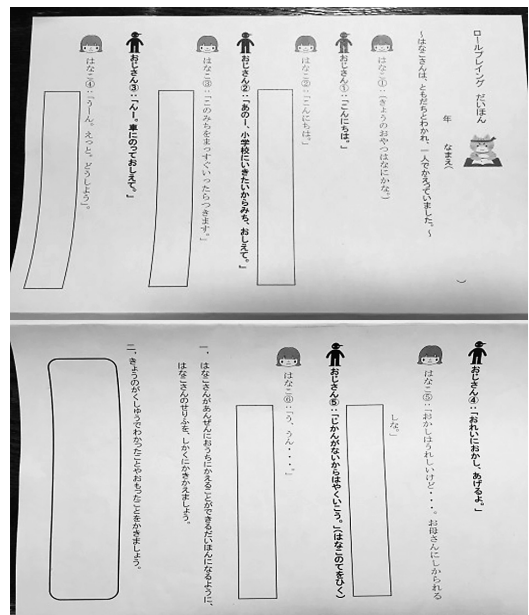 ロールプレイング だいほん
年 なまえ( )
～はなこさんは、ともだちとわかれ、一人でかえっていました。～
はなこ①:(きょうのおやつはなにかな。)
おじさん①:「こんにちは。」
はなこ②:「こんにちは。」
おじさん②:「あのー、小学校にいきたいからみち、おしえて。」
はなこ③:「このみちをまっすぐいったらつきます。」
おじさん③:「んー。車にのっておしえて。」
はなこ④:「うーん。えっと。どうしよう」。
おじさん④:「おれいにおかし、あげるよ。」
はなこ⑤:「おかしはうれしいけど・・・。お母さんにしかられる
しな。」
おじさん⑤:「じかんがないからはやくいこう。」(はなこのてをひく)
はなこ⑥:「う、うん・・・。」
一、はなこさんがあんぜんにおうちにかえることができるだいほんになるように、
はなこさんのせりふを、しかくにかきかえましょう。
二、きょうのがくしゅうでわかったことやおもったことをかきましょう。